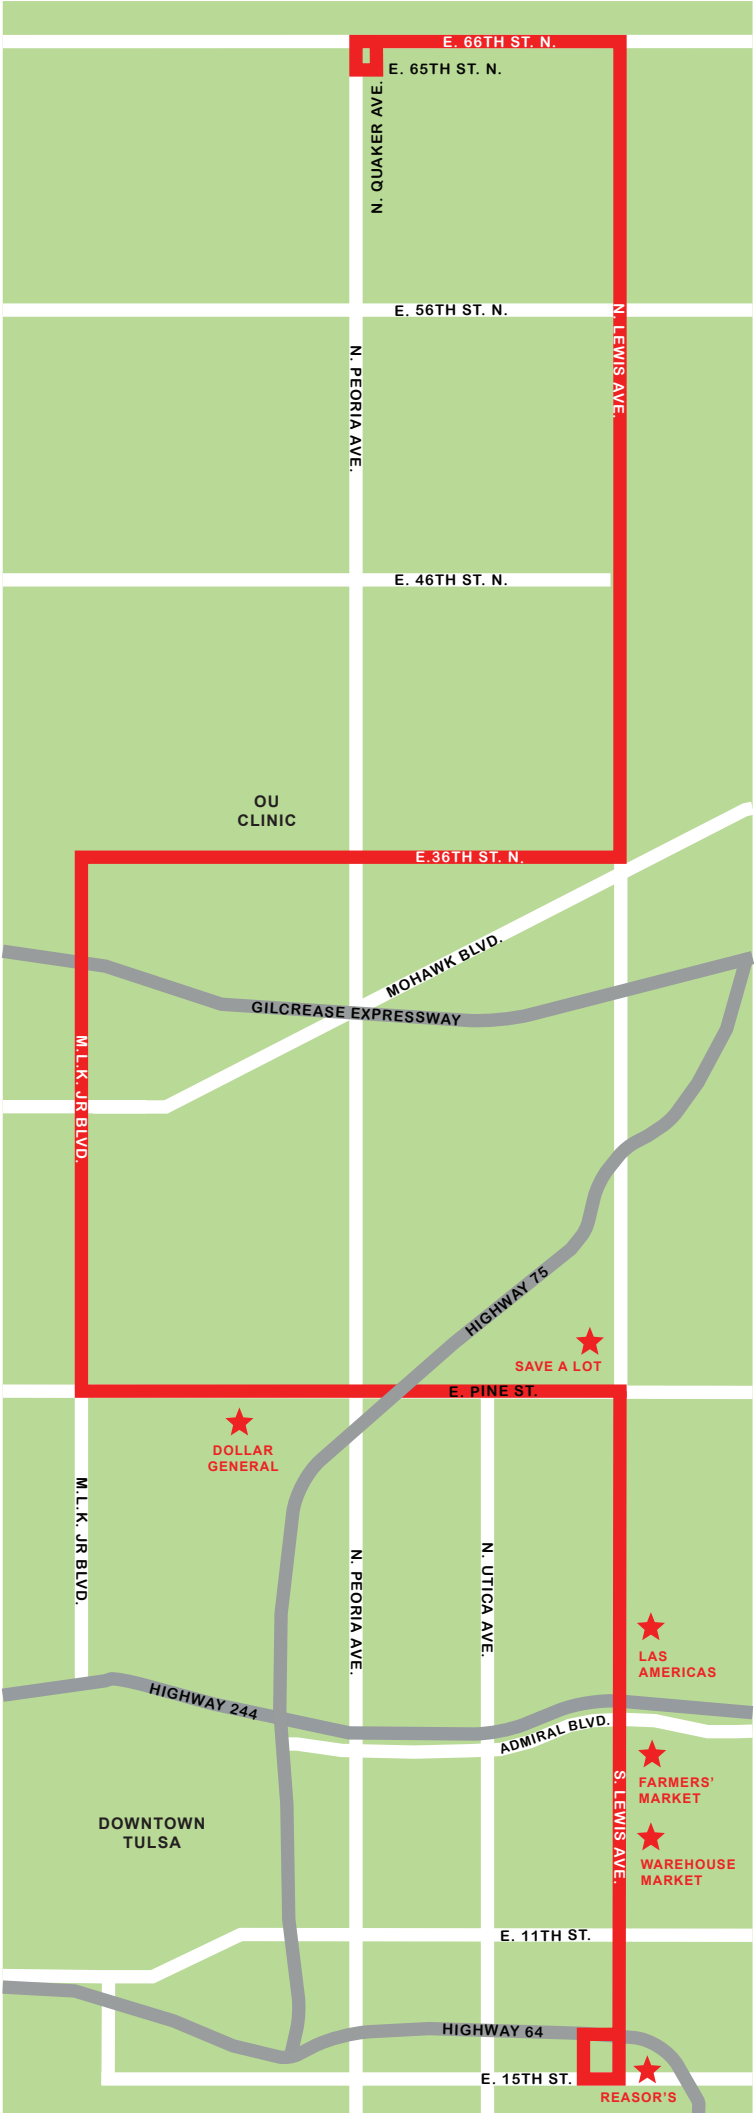 E. 66TH ST. N.
E. 65TH ST. N.
N. QUAKER AVE.
E. 56TH ST. N.
N. LEWIS AVE.
N. PEORIA AVE.
E. 46TH ST. N.
OU
CLINIC
E.36TH ST. N.
MOHAWK BLVD.
GILCREASE EXPRESSWAY
M.L.K. JR BLVD.
HIGHWAY 75
SAVE A LOT
E. PINE ST.
DOLLAR
GENERAL
M.L.K. JR BLVD.
N. PEORIA AVE.
N. UTICA AVE.
LAS
AMERICAS
HIGHWAY 244
ADMIRAL BLVD.
FARMERS'
MARKET
S. LEWIS AVE.
DOWNTOWN
TULSA
WAREHOUSE
MARKET
E. 11TH ST.
HIGHWAY 64
E. 15TH ST.
REASOR'S